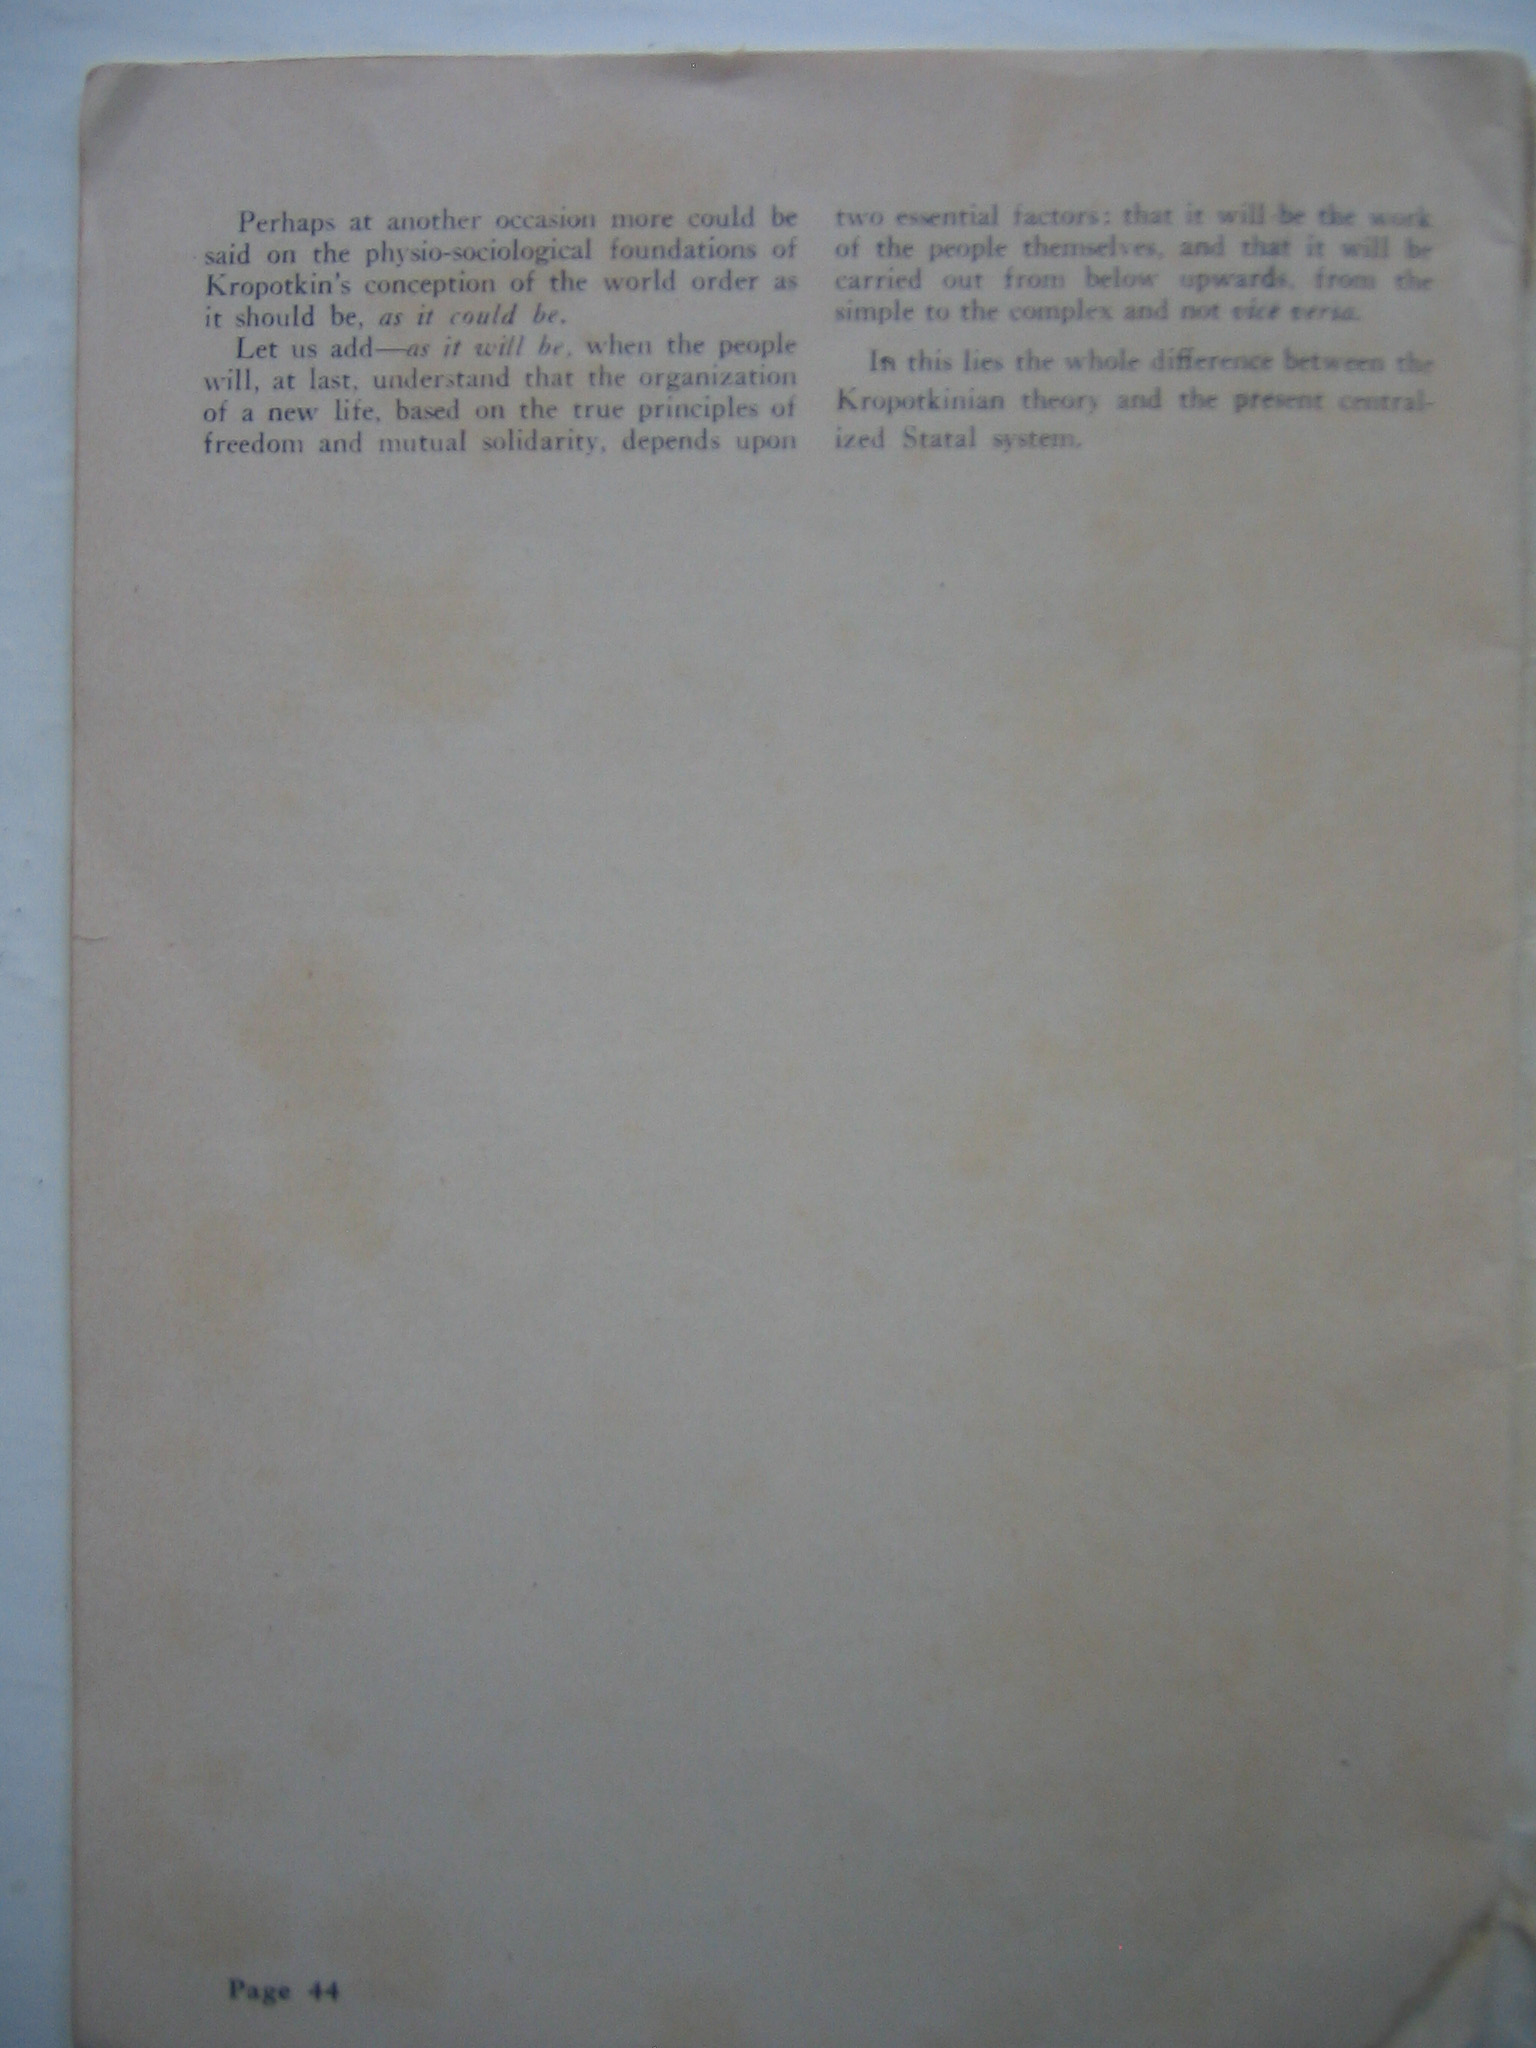 Perhaps at another occasion more could be
said on the physio-sociological foundations of
Kropotkin's conception of the world order as
it should be, as it could be.
Let us add—as it will be, when the people
will, at last, understand that the organization
of a new life, based on the true principles of
freedom and mutual solidarity, depends upon
two essential factors: that it will be the work
of the people themselves, and that it will be
carried out from below upwards, from the
simple to the complex and not vice versa.
In this lies the whole difference between the
Kropotkinian theory and the present central-
ized Statal system.
Page 44